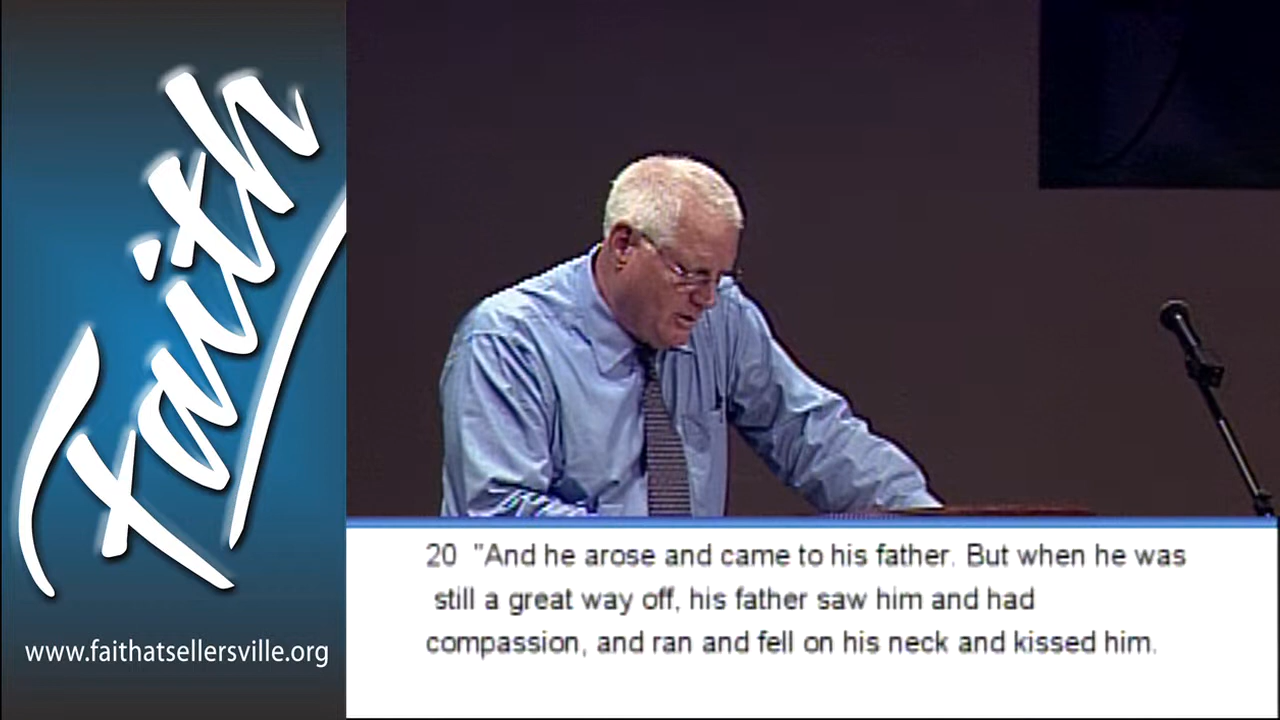 Faith
www.faithatsellersville.org
20 "And he arose and came to his father. But when he was
still a great way off, his father saw him and had
compassion, and ran and fell on his neck and kissed him.